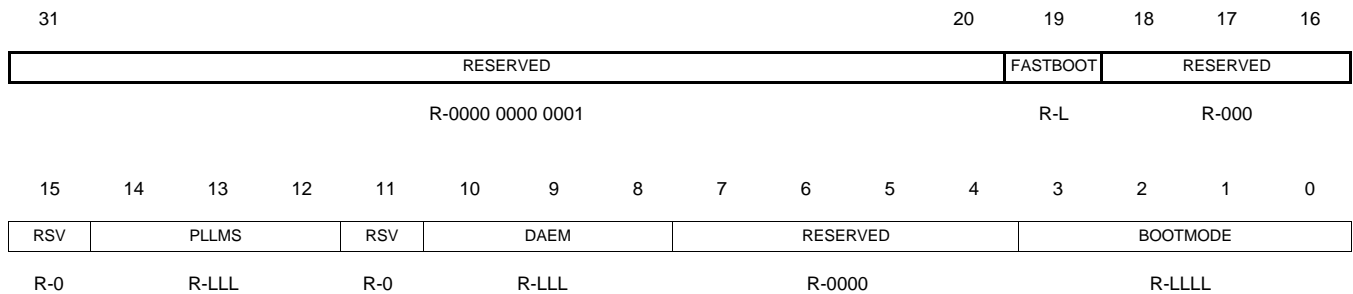 31 20 19 18 17 16
RESERVED FASTBOOT RESERVED
R-0000 0000 0001 R-L R-000
15 14 13 12 11 10 9 8 7 6 5 4 3 2 1 0
RSV PLLMS RSV DAEM RESERVED BOOTMODE
R-0 R-LLL R-0 R-LLL R-0000 R-LLLL